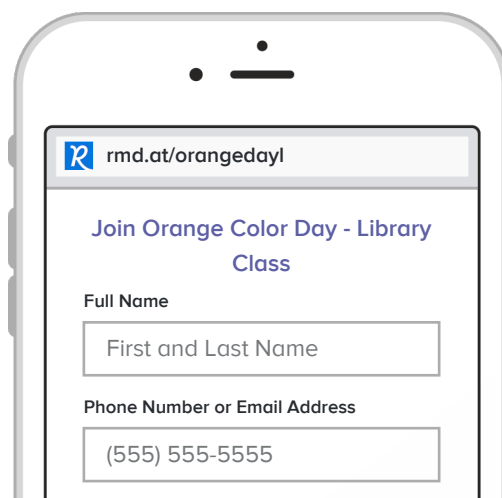 rmd.at/orangedayl
Join Orange Color Day - Library
Class
Full Name
First and Last Name
Phone Number or Email Address
(555) 555-5555